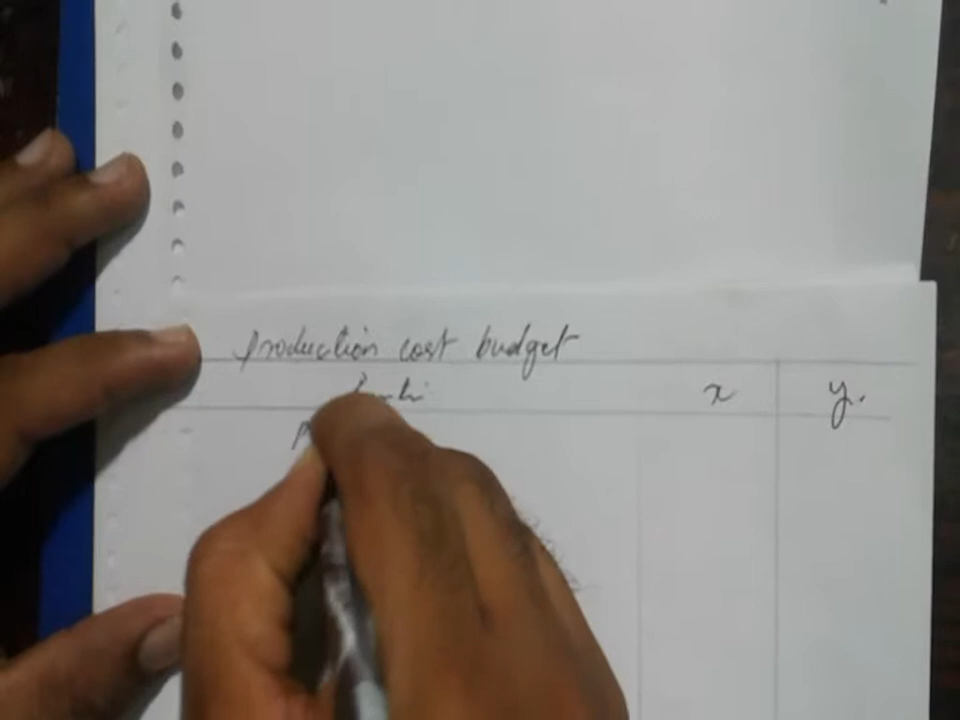 production cost budget
x y.